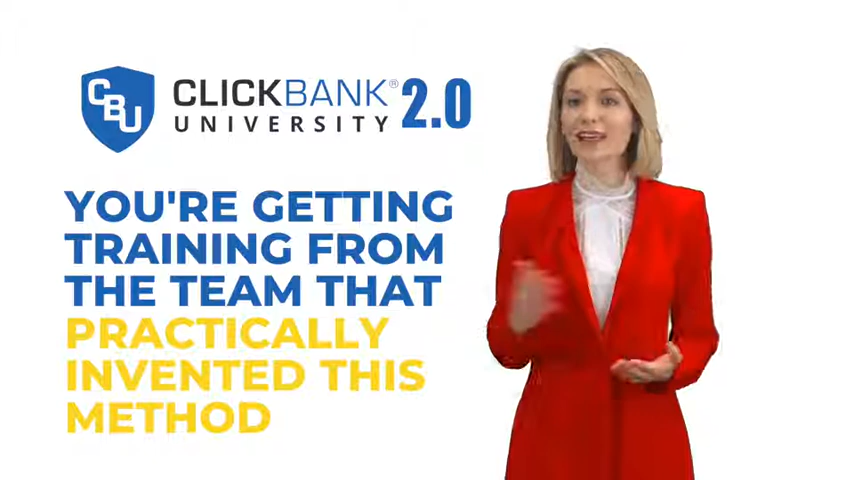 CBU
CLICKBANK® 2.0
UNIVERSITY
YOU'RE GETTING
TRAINING FROM
THE TEAM THAT
PRACTICALLY
INVENTED THIS
METHOD